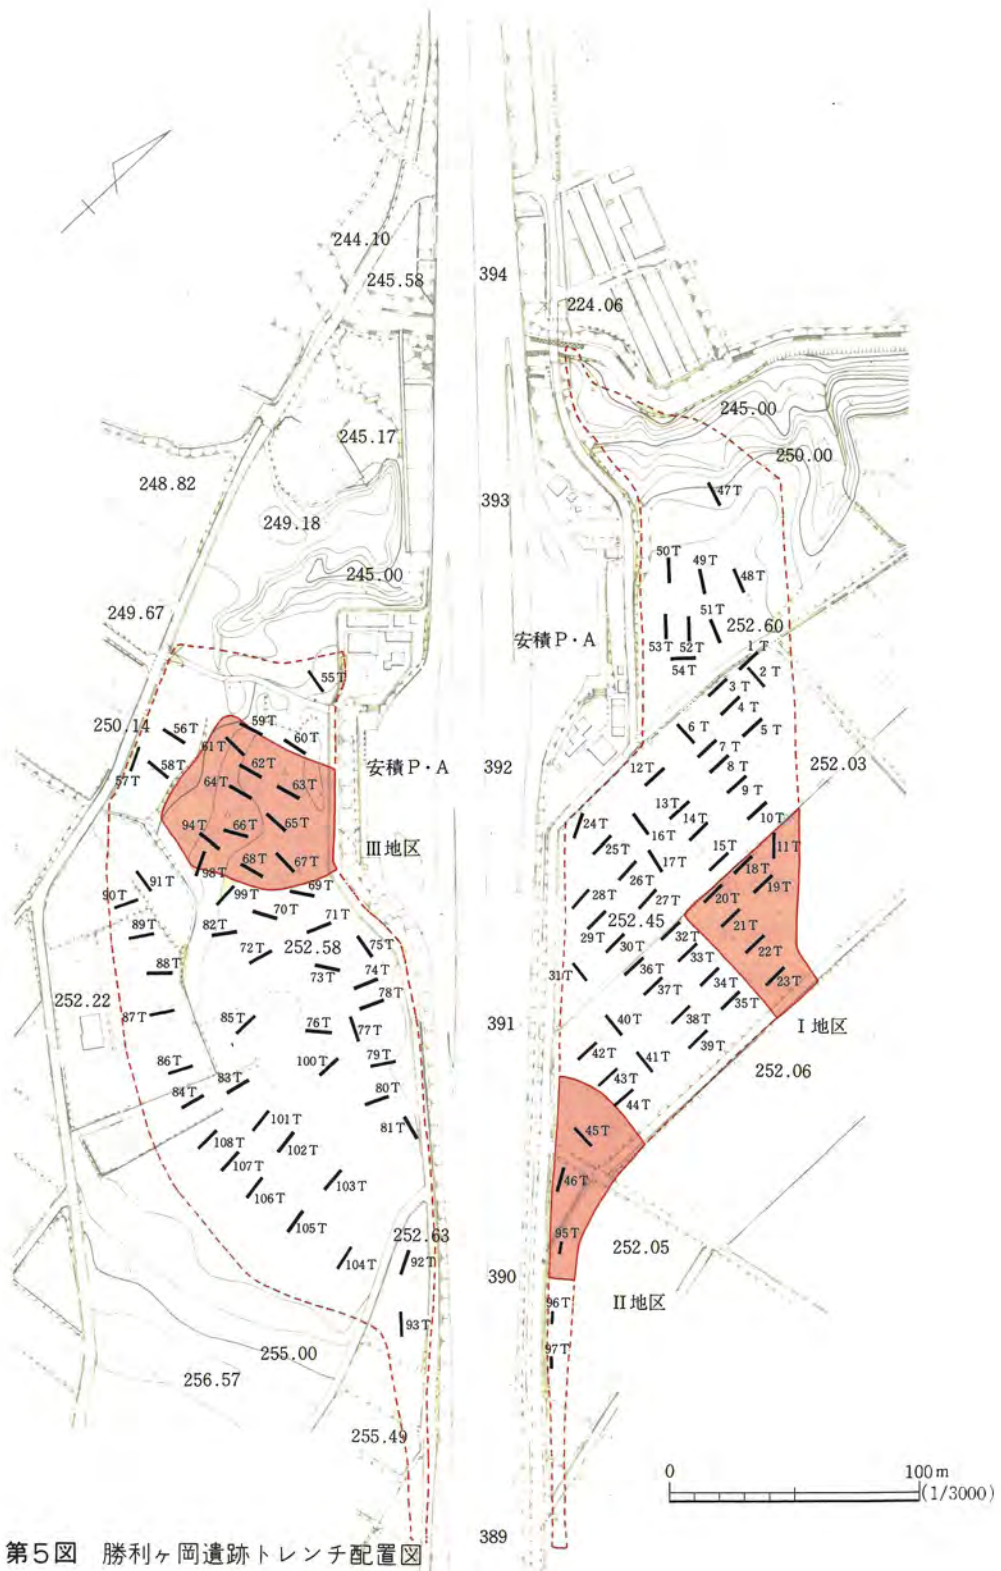 244.10
245.58
394
224.06
245.17
245.00
250.00
248.82
249.18
393
47T
245.00
50T
49T
48T
249.67
51T
252.60
安積P・A
53T
52T
54T
1T
2T
55T
3T
4T
250.14
56T
59T
60T
5T
6T
61T
7T
57T
58T
62T
安積P・A
392
8T
252.03
12T
64T
63T
9T
13T
10T
94T
66T
65T
24T
14T
16T
III地区
25T
15T
11T
98T
68T
67T
17T
18T
91T
26T
19T
90T
99T
69T
28T
27T
20T
70T
252.45
89T
82T
71T
29T
32T
21T
72T
252.58
75T
30T
33T
22T
88T
73T
74T
31T
36T
34T
23T
252.22
78T
37T
35T
87T
85T
76T
77T
391
40T
38T
I地区
39T
86T
100T
79T
42T
41T
252.06
83T
43T
84T
80T
44T
101T
81T
45T
108T
102T
107T
46T
106T
103T
105T
252.63
95T
252.05
104T
92T
390
96T
II地区
93T
97T
255.00
256.57
255.49
0 100m
(1/3000)
389
第5図 勝利ヶ岡遺跡トレンチ配置図